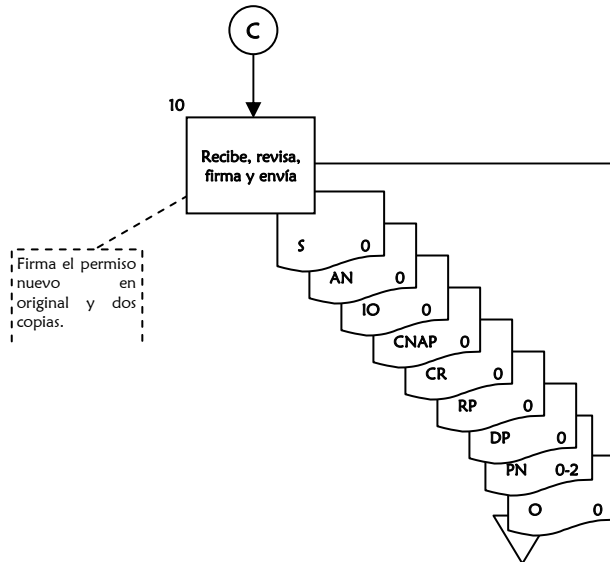 C
10
Recibe, revisa,
firma y envía
Firma el permiso
nuevo en
original y dos
copias.
S 0
AN 0
IO 0
CNAP 0
CR 0
RP 0
DP 0
PN 0-2
O 0